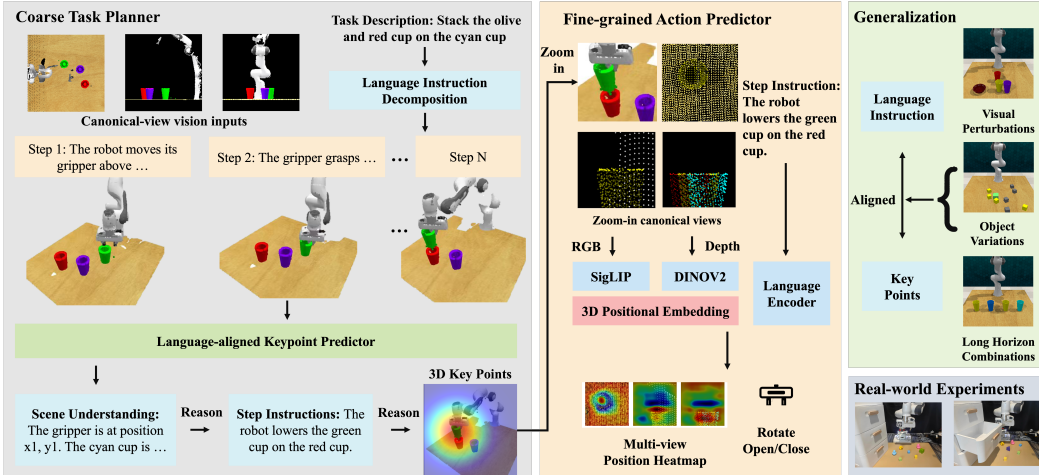 Coarse Task Planner
Task Description: Stack the olive
and red cup on the cyan cup
Language Instruction
Decomposition
Canonical-view vision inputs
Step 1: The robot moves its
gripper above …
Step 2: The gripper grasps …
...
Step N
...
Language-aligned Keypoint Predictor
Scene Understanding:
The gripper is at position
x1, y1. The cyan cup is …
Reason
Step Instructions: The
robot lowers the green
cup on the red cup.
Reason
3D Key Points
Fine-grained Action Predictor
Zoom
in
Step Instruction:
The robot
lowers the green
cup on the red
cup.
Zoom-in canonical views
RGB
Depth
SigLIP
DINOV2
Language
Encoder
3D Positional Embedding
Multi-view
Position Heatmap
Rotate
Open/Close
Generalization
Language
Instruction
Aligned
Key
Points
Visual
Perturbations
Object
Variations
Long Horizon
Combinations
Real-world Experiments